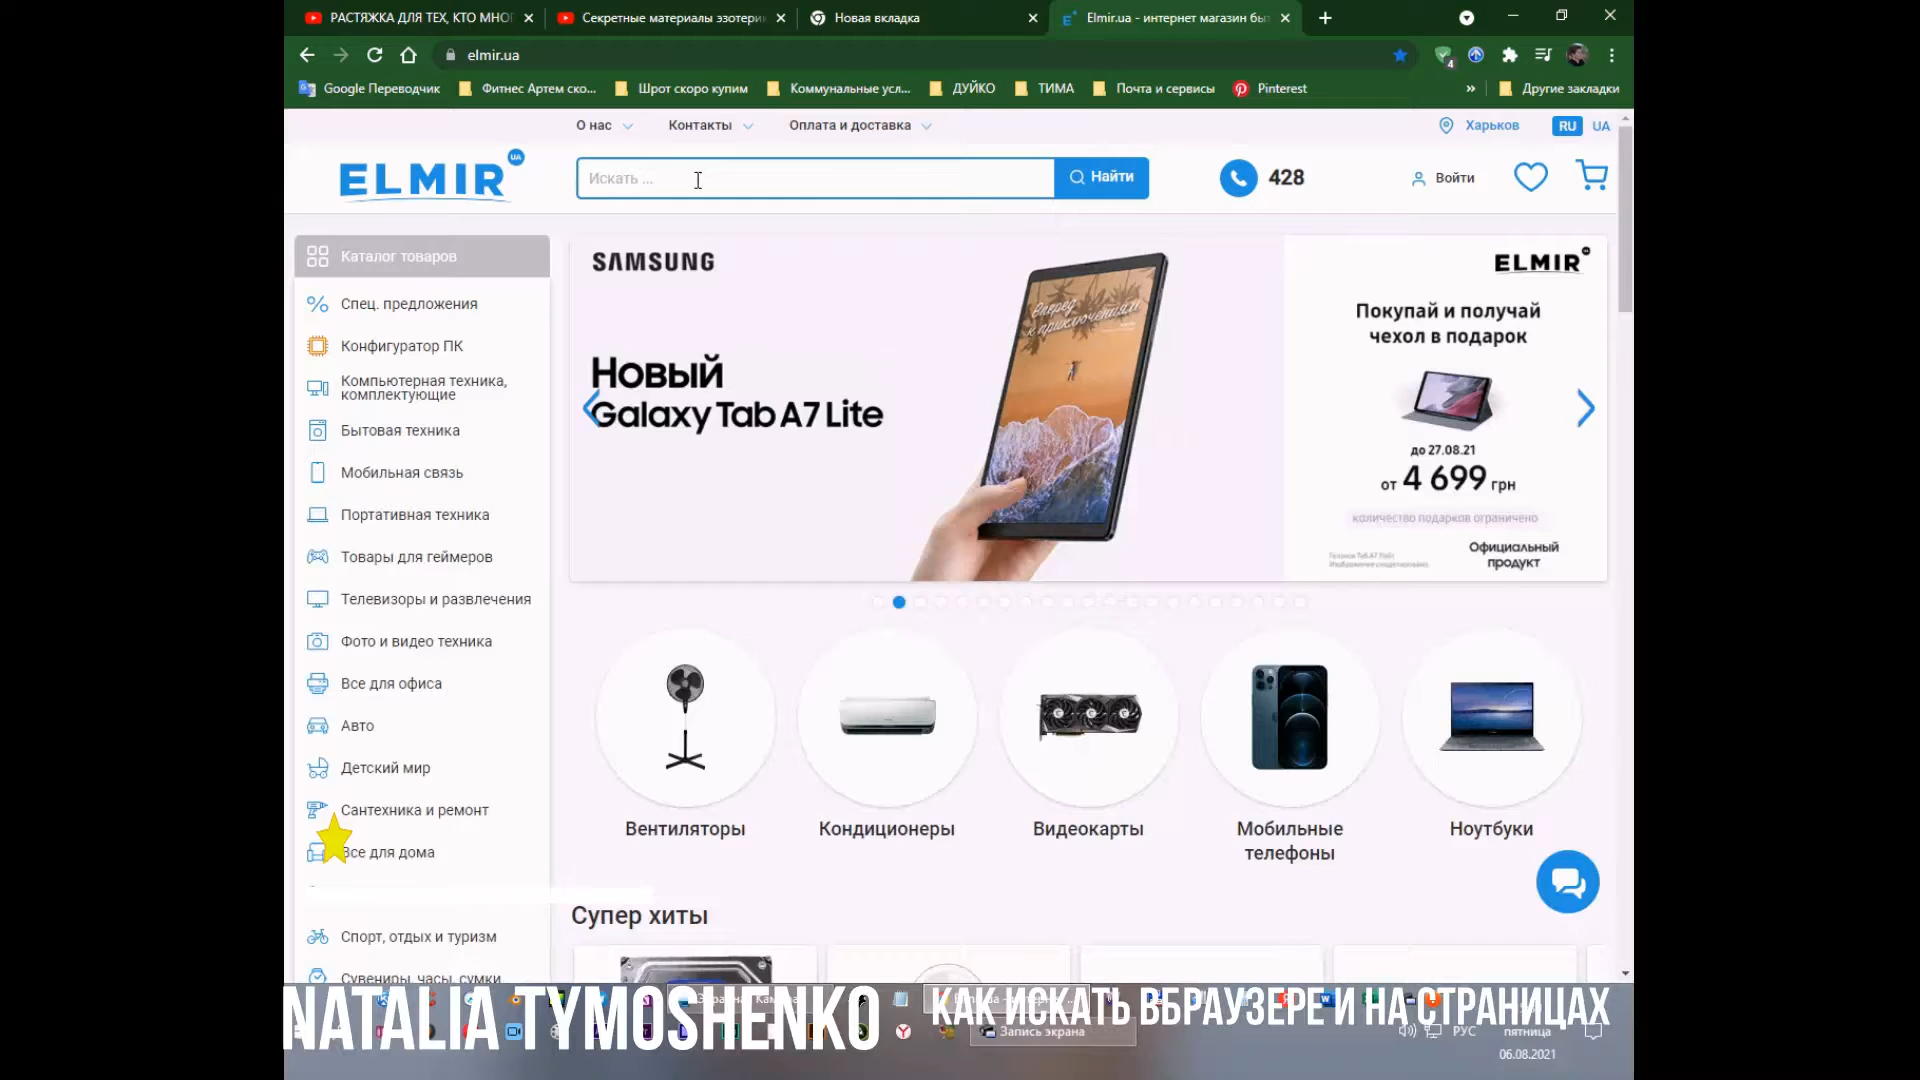 РАСТЯЖКА ДЛЯ ТЕХ, КТО МНОГ
Секретные материалы эзотери
Новая вкладка
Elmir.ua - интернет магазин бы
elmir.ua
4
Google Переводчик
Фитнес Артем ско...
Шрот скоро купим
Коммунальные усл...
ДУЙКО
ТИМА
Почта и сервисы
Pinterest
»
Другие закладки
О нас
Контакты
Оплата и доставка
Харьков
RU
UA
ELMIR UA
Искать ...
Найти
428
Войти
Каталог товаров
Спец. предложения
Конфигуратор ПК
Компьютерная техника,
комплектующие
Бытовая техника
Мобильная связь
Портативная техника
Товары для геймеров
Телевизоры и развлечения
Фото и видео техника
Все для офиса
Авто
Детский мир
Сантехника и ремонт
Все для дома
Спорт, отдых и туризм
Сувениры, часы, сумки
SAMSUNG
Новый
Galaxy Tab A7 Lite
Вперед
к приключениям
ELMIR
Покупай и получай
чехол в подарок
до 27.08.21
от 4 699 грн
количество подарков ограничено
Официальный
продукт
Вентиляторы
Кондиционеры
Видеокарты
Мобильные
телефоны
Ноутбуки
Супер хиты
NATALIA TYMOSHENKO
КАК ИСКАТЬ ВБРАУЗЕРЕ И НА СТРАНИЦАХ
Запись экрана
РУС
пятница
06.08.2021